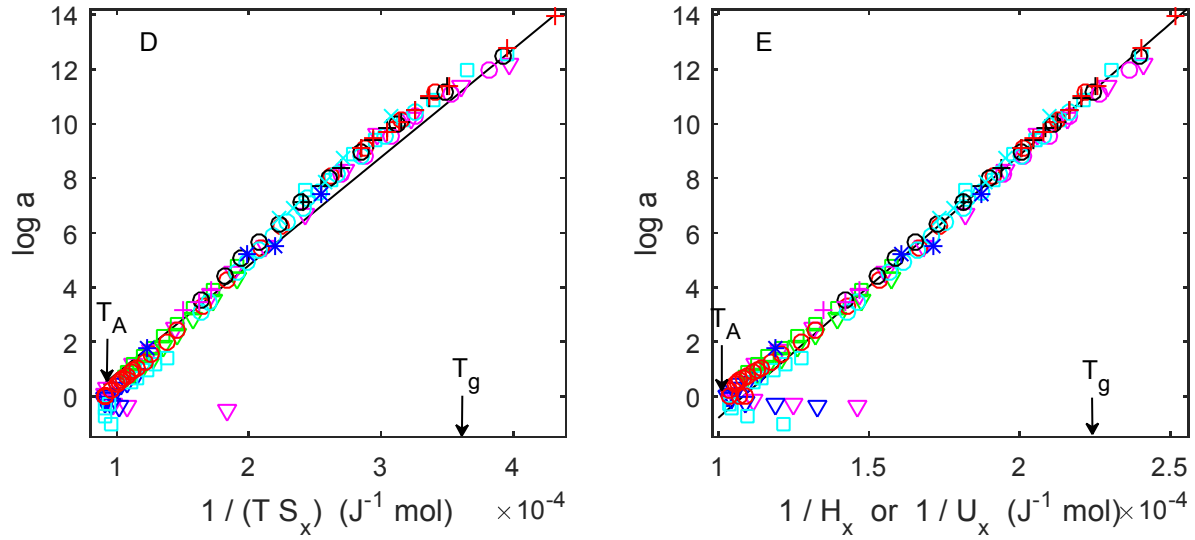 D
log a
14
12
10
8
6
4
2
0
T_A
T_g
1 2 3 4
1 / (T S_x) (J^-1 mol) ×10^-4
E
log a
14
12
10
8
6
4
2
0
T_A
T_g
1 1.5 2 2.5
1 / H_x or 1 / U_x (J^-1 mol)×10^-4